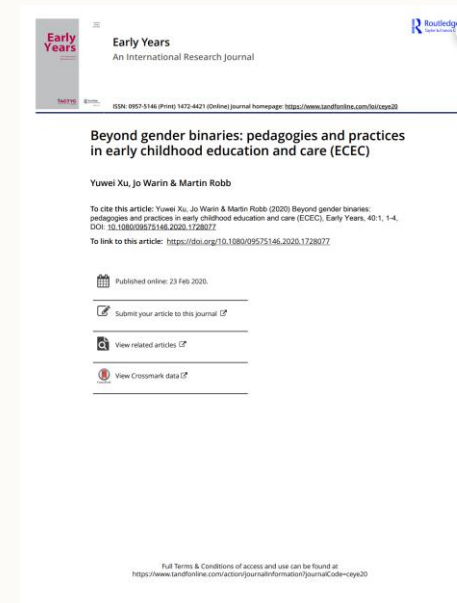 Early
Years
TACTYC
Early Years
An International Research Journal
Routledge
ISSN: 0957-5146 (Print) 1472-4421 (Online) Journal homepage: https://www.tandfonline.com/loi/ceye20
Beyond gender binaries: pedagogies and practices
in early childhood education and care (ECEC)
Yuwei Xu, Jo Warin & Martin Robb
To cite this article: Yuwei Xu, Jo Warin & Martin Robb (2020) Beyond gender binaries:
pedagogies and practices in early childhood education and care (ECEC), Early Years, 40:1, 1-4,
DOI: 10.1080/09575146.2020.1728077
To link to this article: https://doi.org/10.1080/09575146.2020.1728077
Published online: 23 Feb 2020.
Submit your article to this journal
View related articles
View Crossmark data
Full Terms & Conditions of access and use can be found at
https://www.tandfonline.com/action/journalInformation?journalCode=ceye20